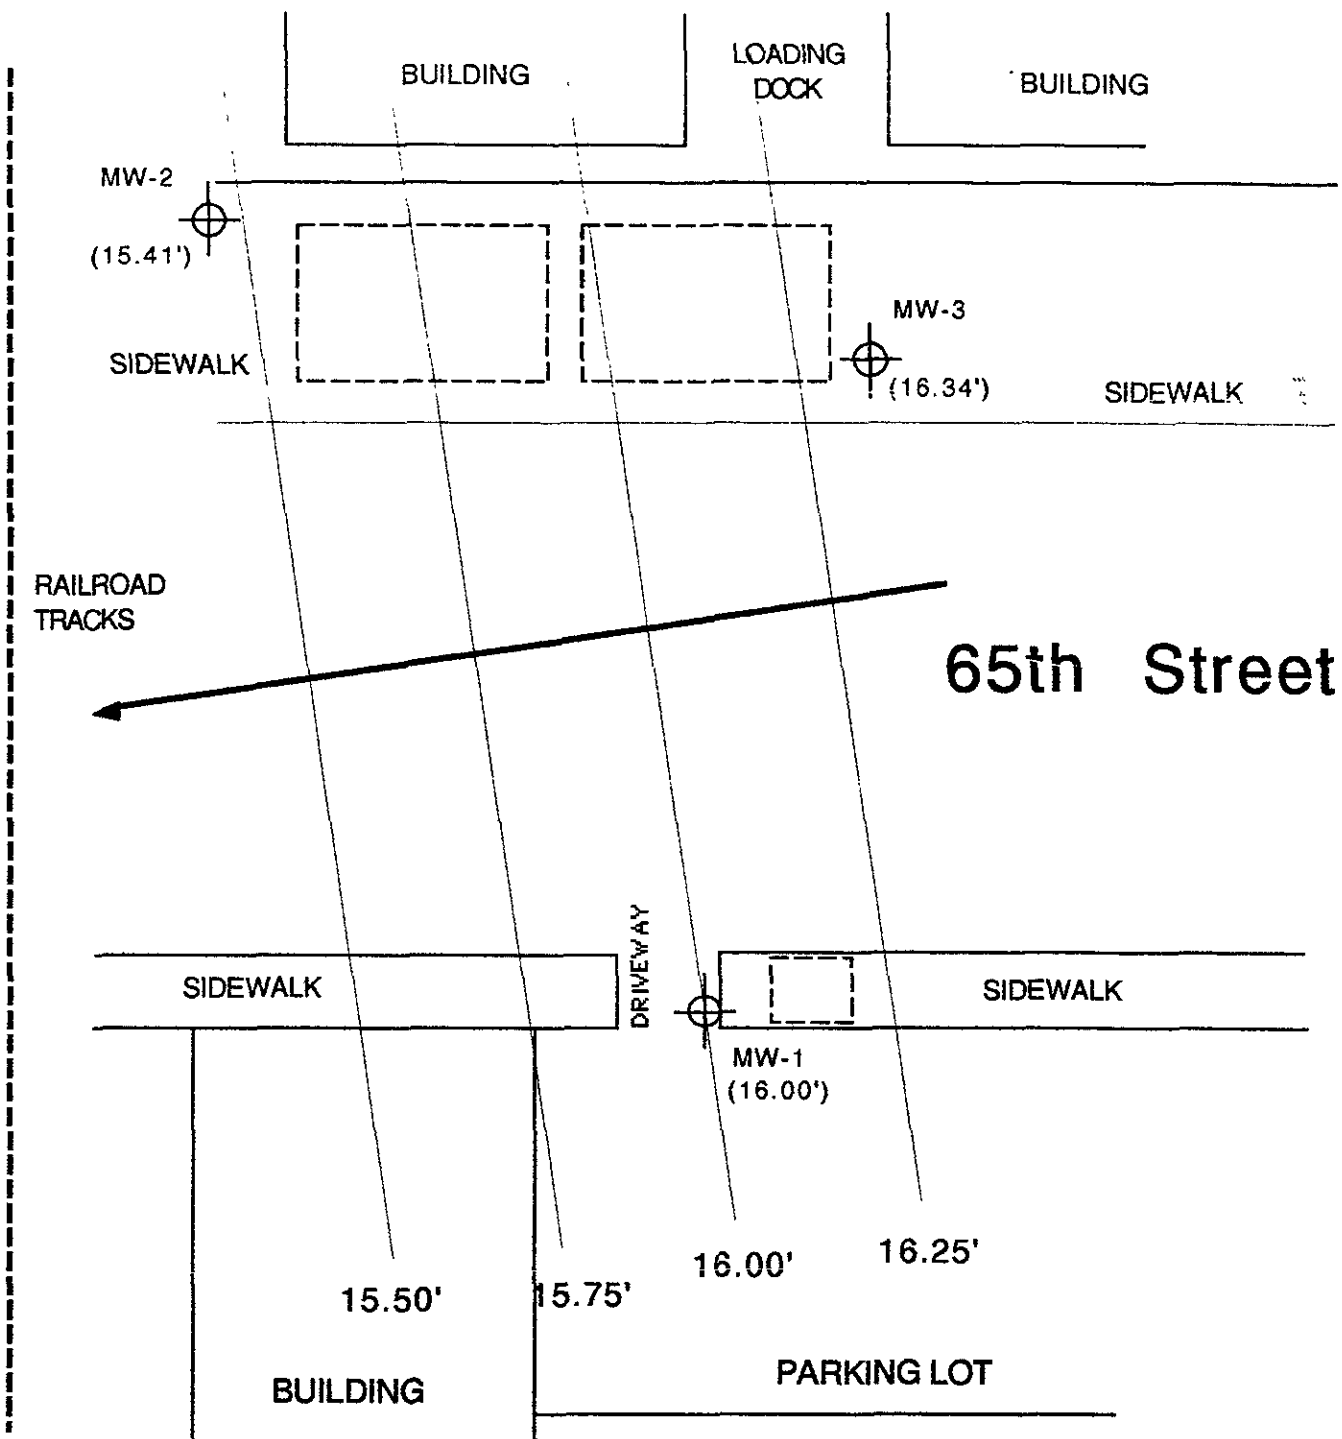 BUILDING
LOADING
DOCK
BUILDING
MW-2
(15.41')
MW-3
(16.34')
SIDEWALK
SIDEWALK
RAILROAD
TRACKS
65th Street
DRIVEWAY
SIDEWALK
SIDEWALK
MW-1
(16.00')
15.50'
15.75'
16.00'
16.25'
BUILDING
PARKING LOT